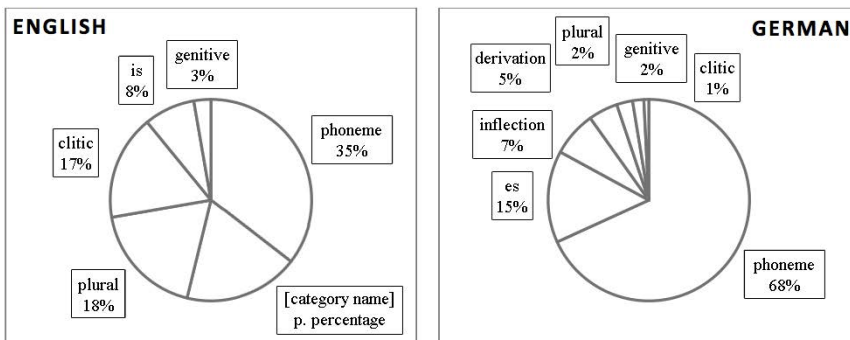 ENGLISH
genitive
3%
is
8%
clitic
17%
phoneme
35%
plural
18%
[category name]
p. percentage
GERMAN
plural
2%
genitive
2%
derivation
5%
clitic
1%
inflection
7%
es
15%
phoneme
68%